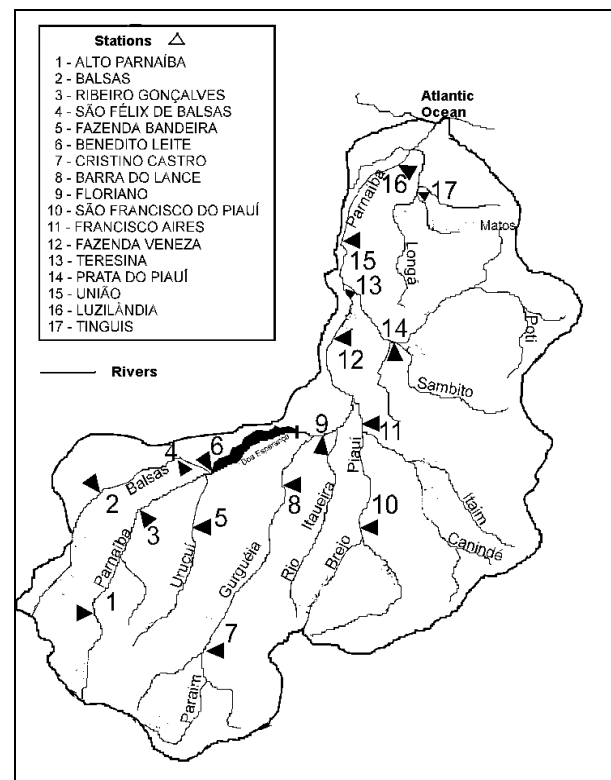 Stations
1 - ALTO PARNAÍBA
2 - BALSAS
3 - RIBEIRO GONÇALVES
4 - SÃO FÉLIX DE BALSAS
5 - FAZENDA BANDEIRA
6 - BENEDITO LEITE
7 - CRISTINO CASTRO
8 - BARRA DO LANCE
9 - FLORIANO
10 - SÃO FRANCISCO DO PIAUÍ
11 - FRANCISCO AIRES
12 - FAZENDA VENEZA
13 - TERESINA
14 - PRATA DO PIAUÍ
15 - UNIÃO
16 - LUZILÂNDIA
17 - TINGUIS
Rivers
Atlantic
Ocean
16
17
Parnaíba
Matos
Longá
15
13
14
Poti
12
Sambito
9
11
Piauí
6
4
Boa Esperança
Balsas
2
8
Itaueira
10
Itaim
3
5
Canindé
Parnaíba
Uruçuí
Gurguéia
Rio
Brejo
1
7
Paraim